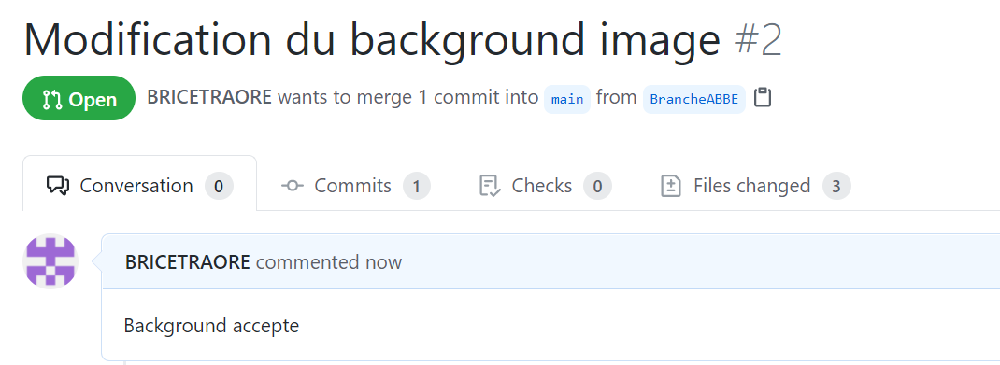 Modification du background image #2
Open BRICETRAORE wants to merge 1 commit into main from BrancheABBE
Conversation 0 Commits 1 Checks 0 Files changed 3
BRICETRAORE commented now
Background accepte